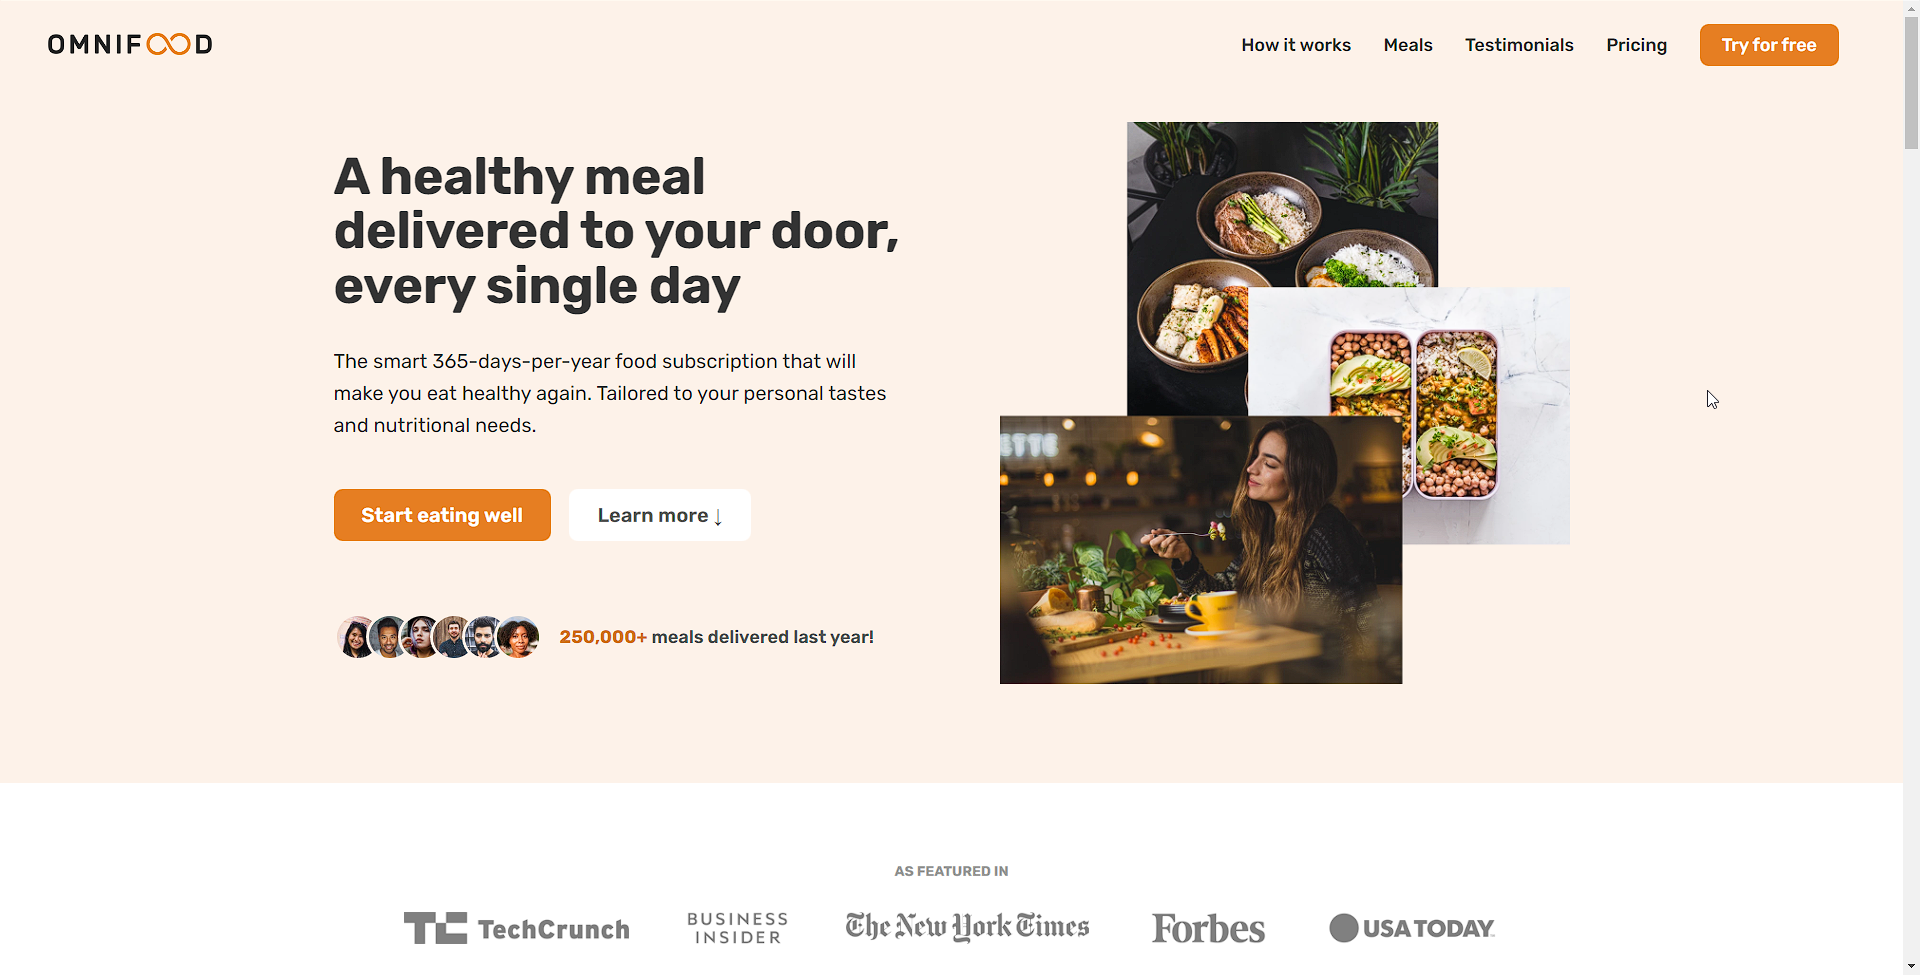 OMNIFOOD
How it works Meals Testimonials Pricing Try for free
A healthy meal
delivered to your door,
every single day
The smart 365-days-per-year food subscription that will
make you eat healthy again. Tailored to your personal tastes
and nutritional needs.
Start eating well Learn more ↓
250,000+ meals delivered last year!
AS FEATURED IN
TC TechCrunch
BUSINESS
INSIDER
The New York Times
Forbes
USA TODAY